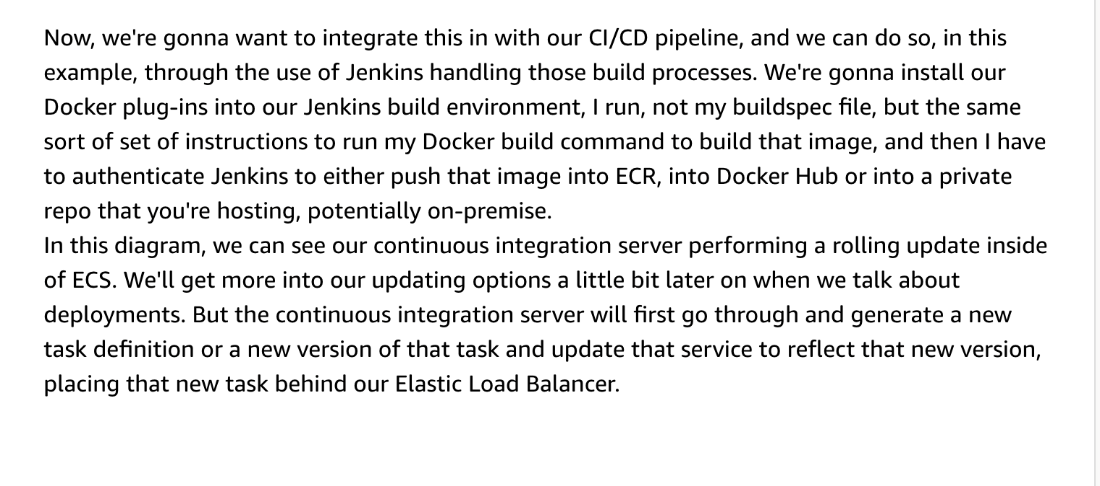 Now, we're gonna want to integrate this in with our CI/CD pipeline, and we can do so, in this
example, through the use of Jenkins handling those build processes. We're gonna install our
Docker plug-ins into our Jenkins build environment, I run, not my buildspec file, but the same
sort of set of instructions to run my Docker build command to build that image, and then I have
to authenticate Jenkins to either push that image into ECR, into Docker Hub or into a private
repo that you're hosting, potentially on-premise.
In this diagram, we can see our continuous integration server performing a rolling update inside
of ECS. We'll get more into our updating options a little bit later on when we talk about
deployments. But the continuous integration server will first go through and generate a new
task definition or a new version of that task and update that service to reflect that new version,
placing that new task behind our Elastic Load Balancer.